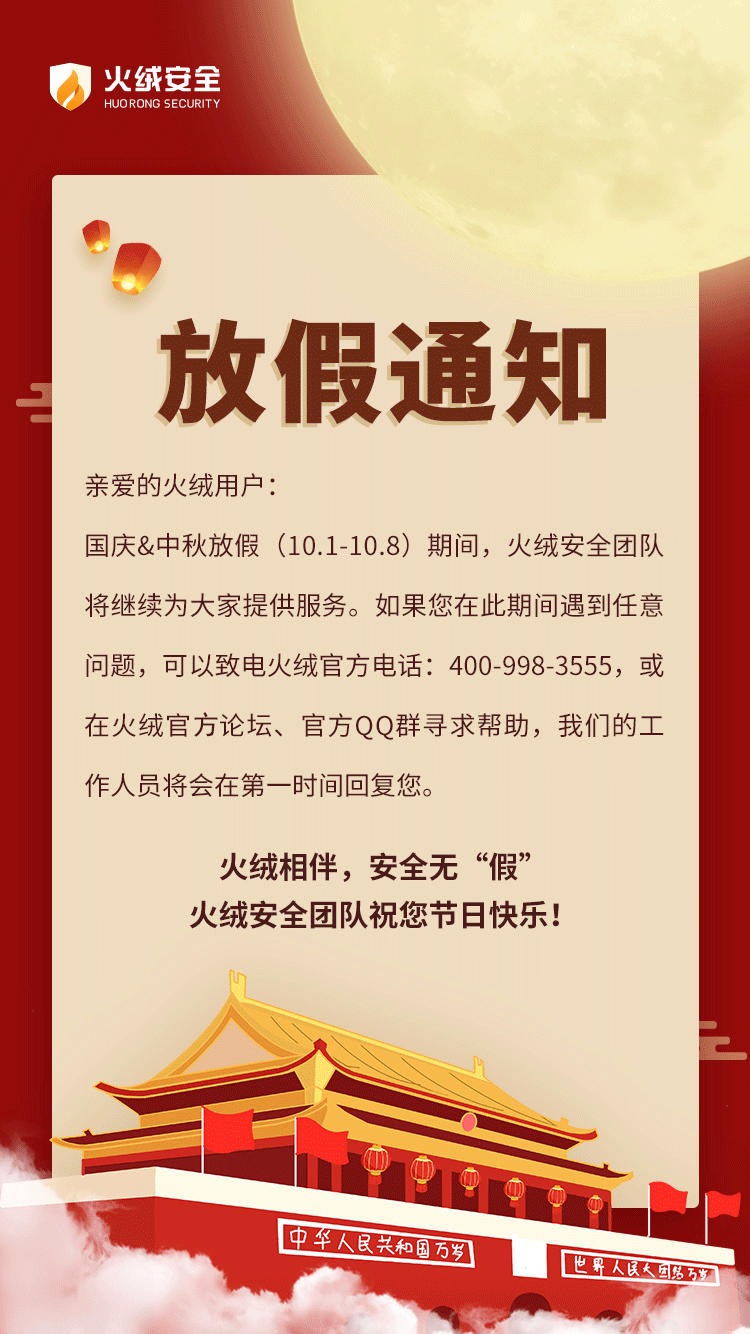 火绒安全
HUORONG SECURITY
放假通知
亲爱的火绒用户：
国庆&中秋放假（10.1-10.8）期间，火绒安全团队
将继续为大家提供服务。如果您在此期间遇到任意
问题，可以致电火绒官方电话：400-998-3555，或
在火绒官方论坛、官方QQ群寻求帮助，我们的工
作人员将会在第一时间回复您。
火绒相伴，安全无“假”
火绒安全团队祝您节日快乐！
中华人民共和国万岁
世界人民大团结万岁